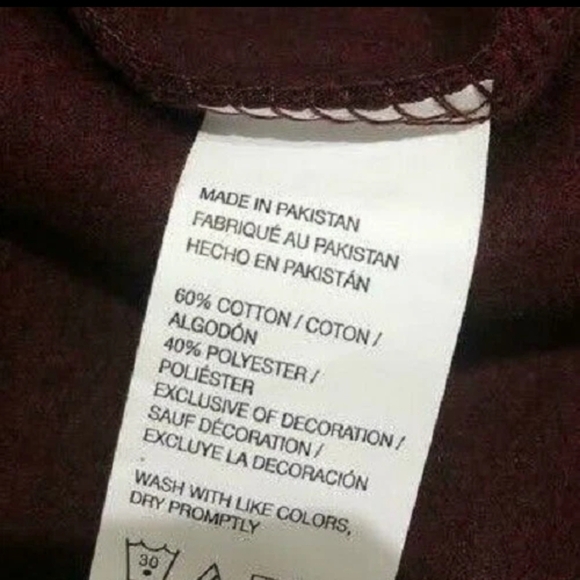 MADE IN PAKISTAN
FABRIQUÉ AU PAKISTAN
HECHO EN PAKISTÁN
60% COTTON / COTON /
ALGODÓN
40% POLYESTER /
POLIÉSTER
EXCLUSIVE OF DECORATION /
SAUF DÉCORATION /
EXCLUYE LA DECORACIÓN
WASH WITH LIKE COLORS,
DRY PROMPTLY
30